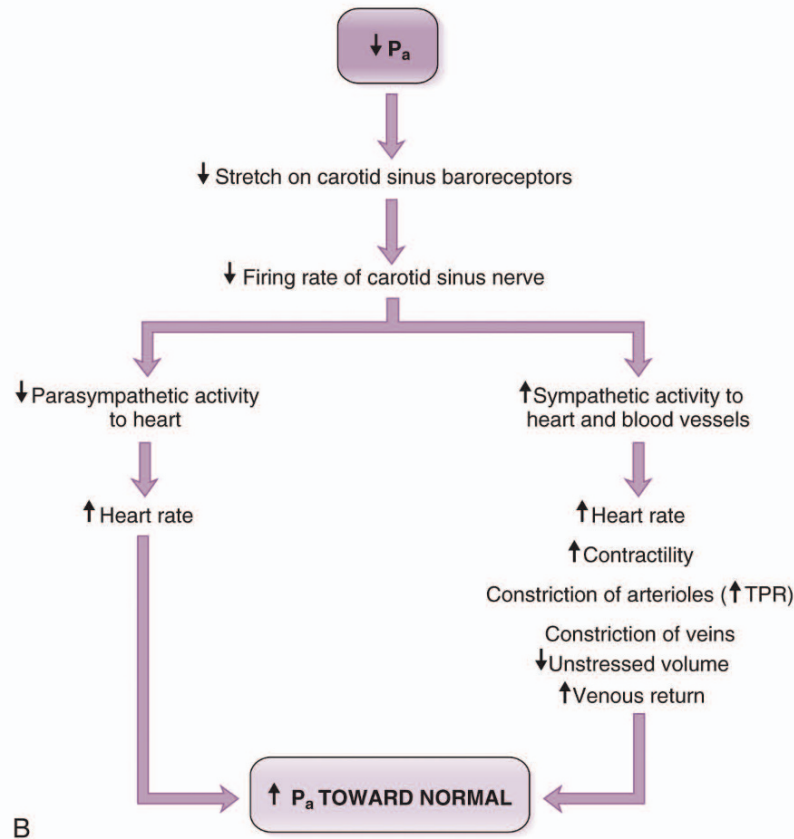 ↓ Pa
↓ Stretch on carotid sinus baroreceptors
↓ Firing rate of carotid sinus nerve
↓ Parasympathetic activity
to heart
↑ Heart rate
↑ Sympathetic activity to
heart and blood vessels
↑ Heart rate
↑ Contractility
Constriction of arterioles (↑ TPR)
Constriction of veins
↓ Unstressed volume
↑ Venous return
↑ Pa TOWARD NORMAL
B